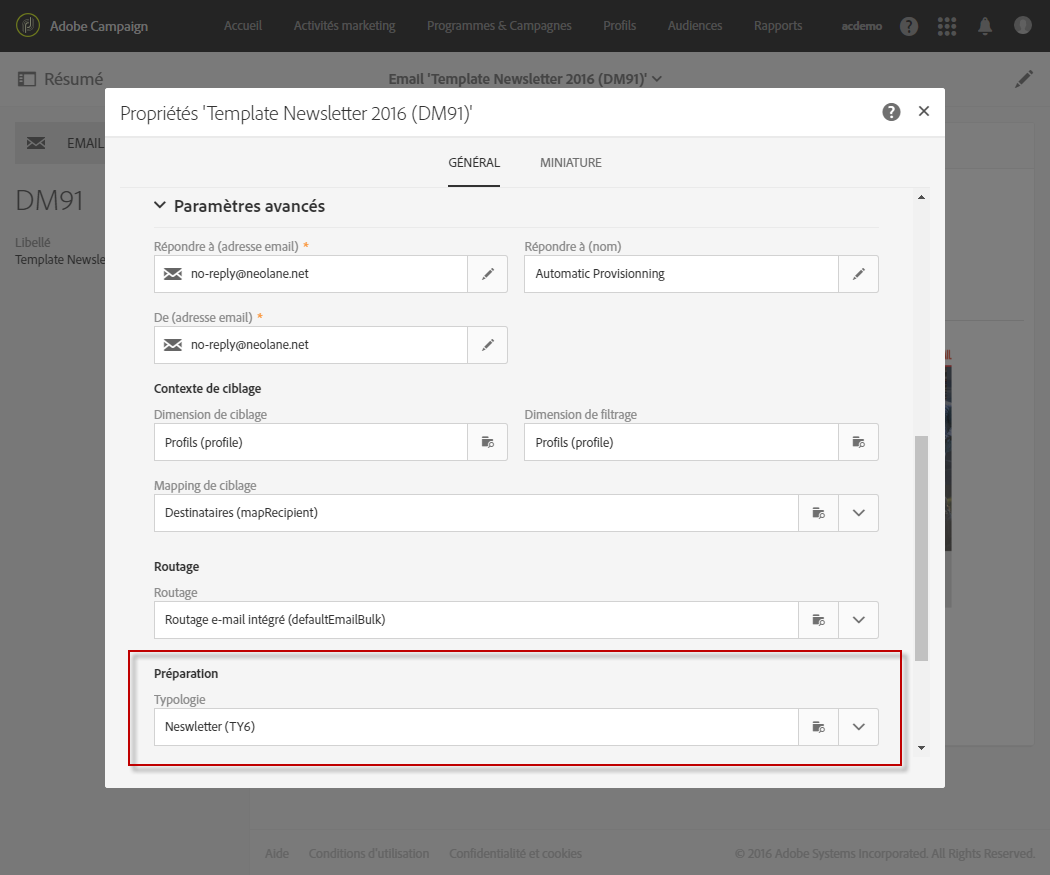 Adobe Campaign
Accueil
Activités marketing
Programmes & Campagnes
Profils
Audiences
Rapports
acdemo
?
Résumé
Email 'Template Newsletter 2016 (DM91)'
Propriétés 'Template Newsletter 2016 (DM91)'
?
EMAIL
GÉNÉRAL
MINIATURE
DM91
Libellé
Template Newsle
Paramètres avancés
Répondre à (adresse email) *
Répondre à (nom)
no-reply@neolane.net
Automatic Provisionning
De (adresse email) *
no-reply@neolane.net
Contexte de ciblage
Dimension de ciblage
Dimension de filtrage
Profils (profile)
Profils (profile)
Mapping de ciblage
Destinataires (mapRecipient)
Routage
Routage
Routage e-mail intégré (defaultEmailBulk)
Préparation
Typologie
Neswletter (TY6)
Aide
Conditions d'utilisation
Confidentialité et cookies
© 2016 Adobe Systems Incorporated. All Rights Reserved.